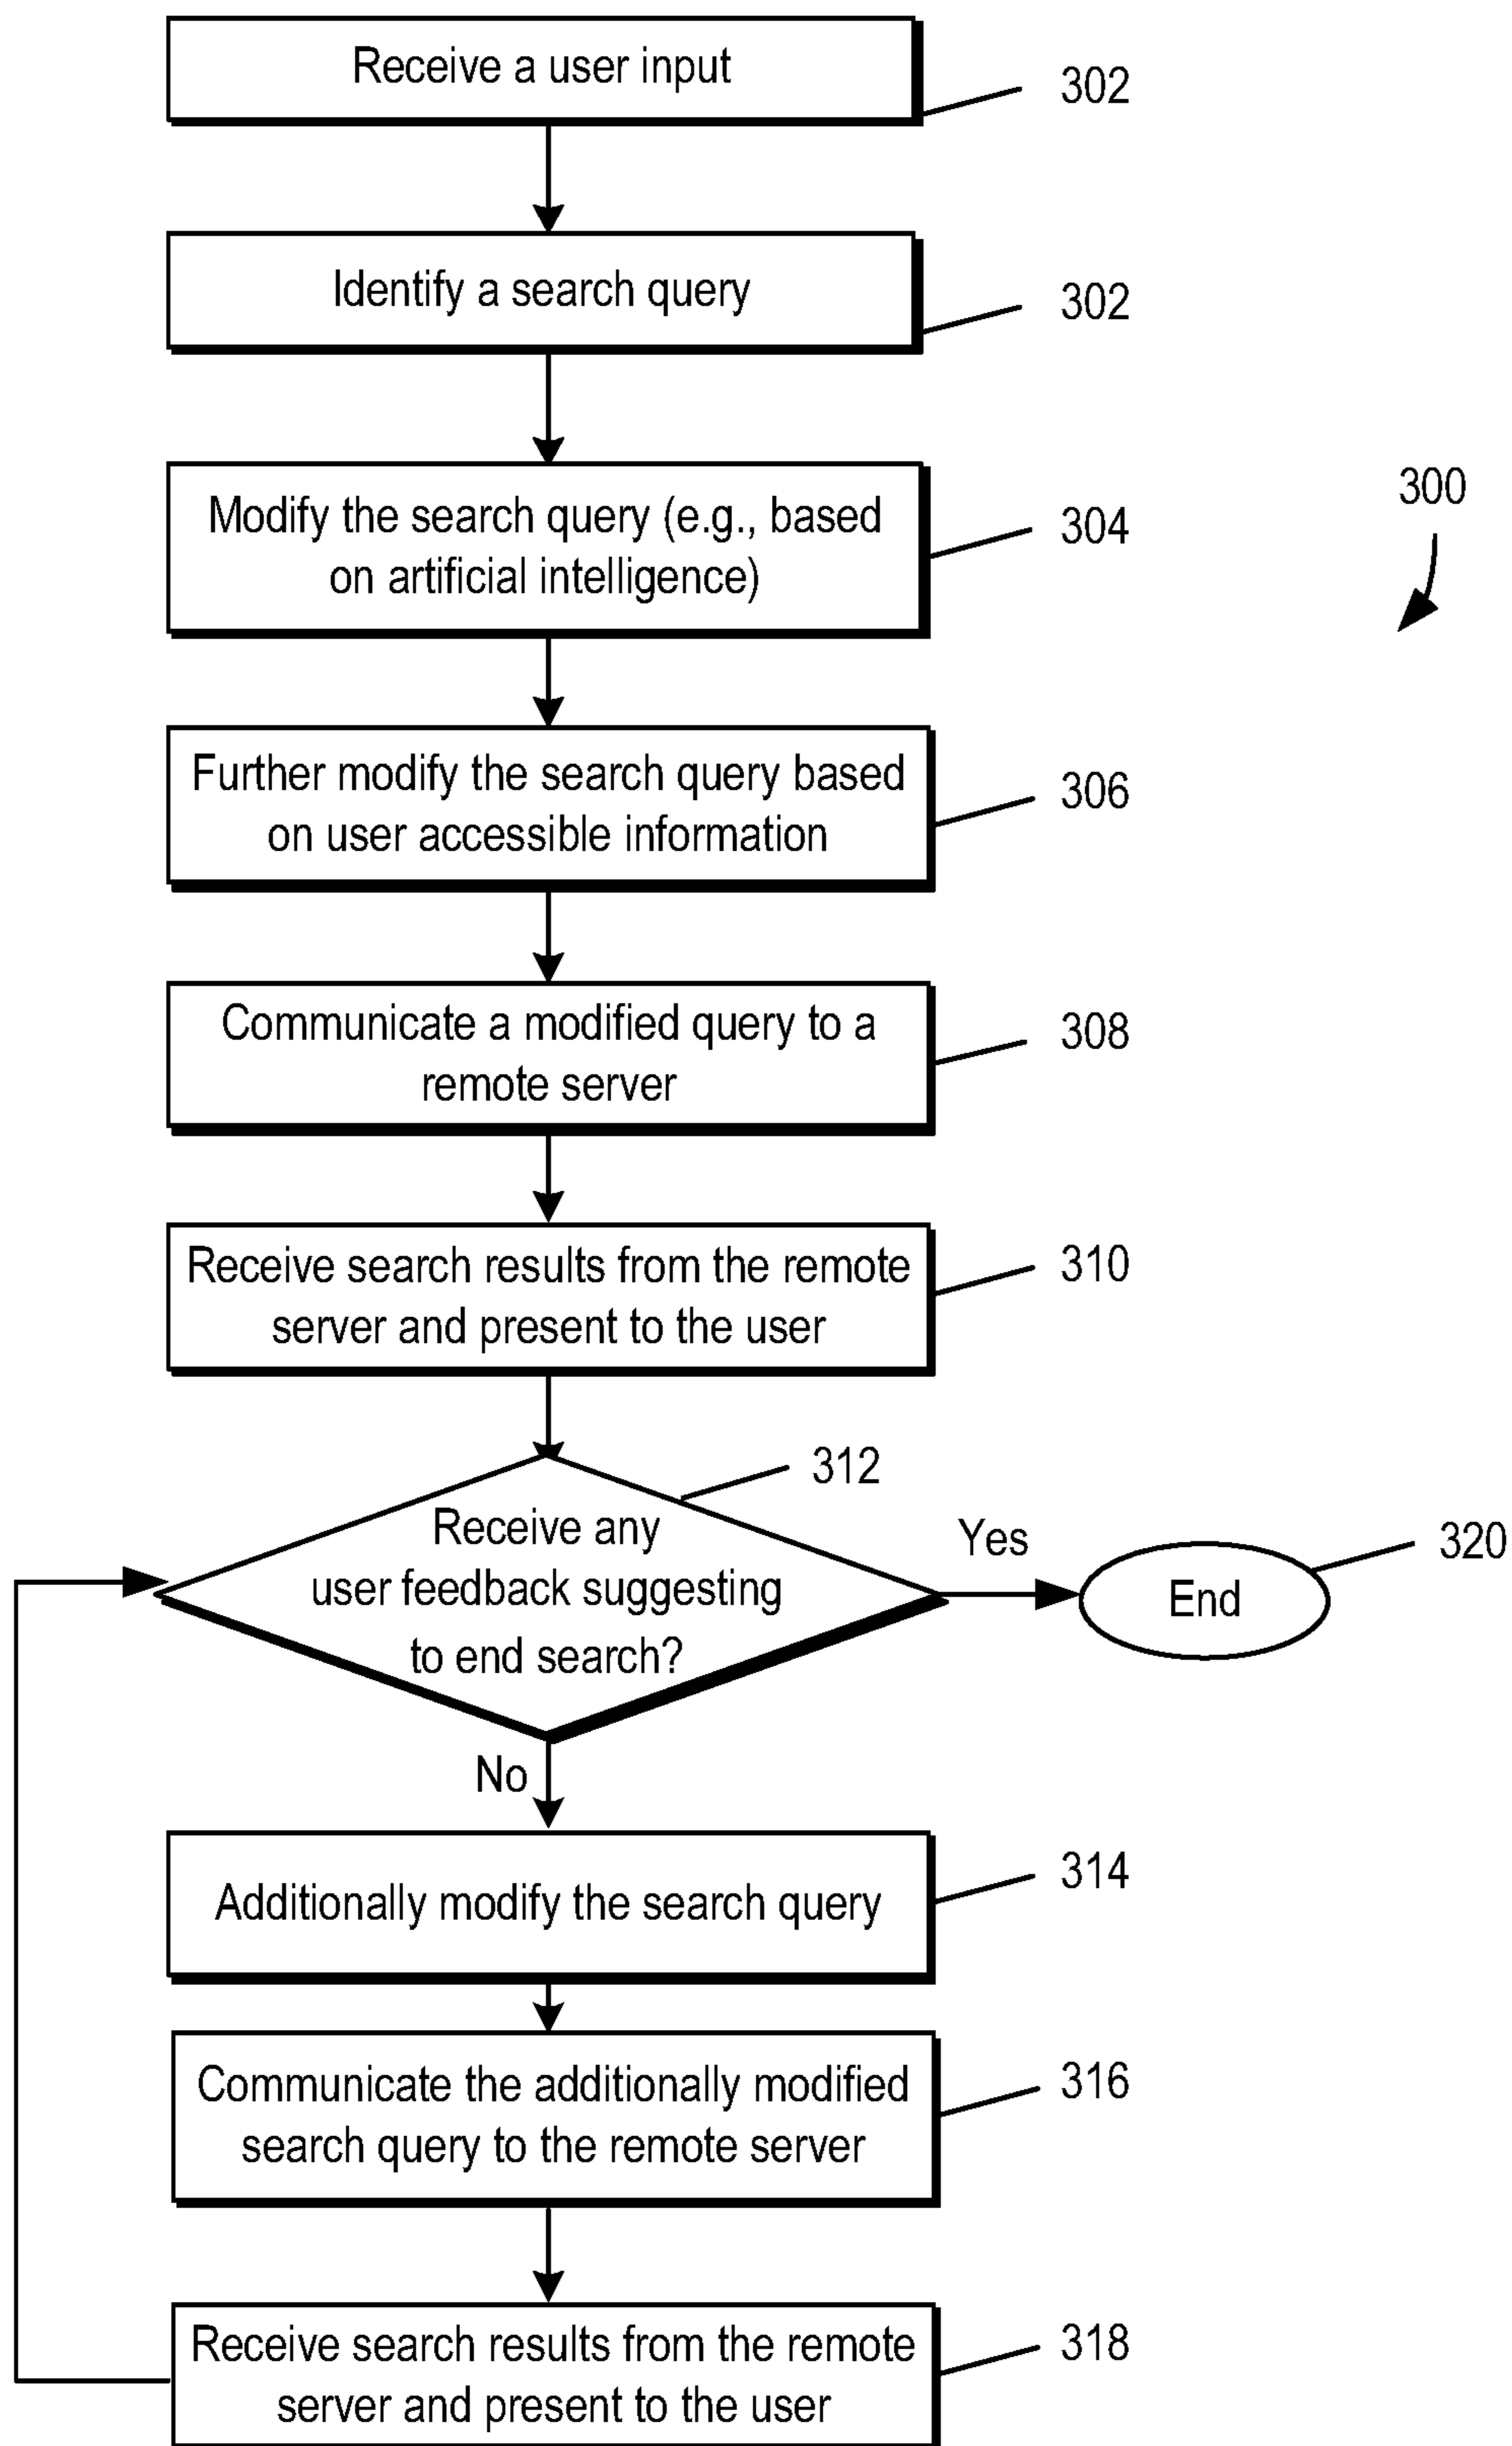 Receive a user input
302
Identify a search query
302
Modify the search query (e.g., based
on artificial intelligence)
304
300
Further modify the search query based
on user accessible information
306
Communicate a modified query to a
remote server
308
Receive search results from the remote
server and present to the user
310
312
Receive any
user feedback suggesting
to end search?
Yes
End
320
No
Additionally modify the search query
314
Communicate the additionally modified
search query to the remote server
316
Receive search results from the remote
server and present to the user
318